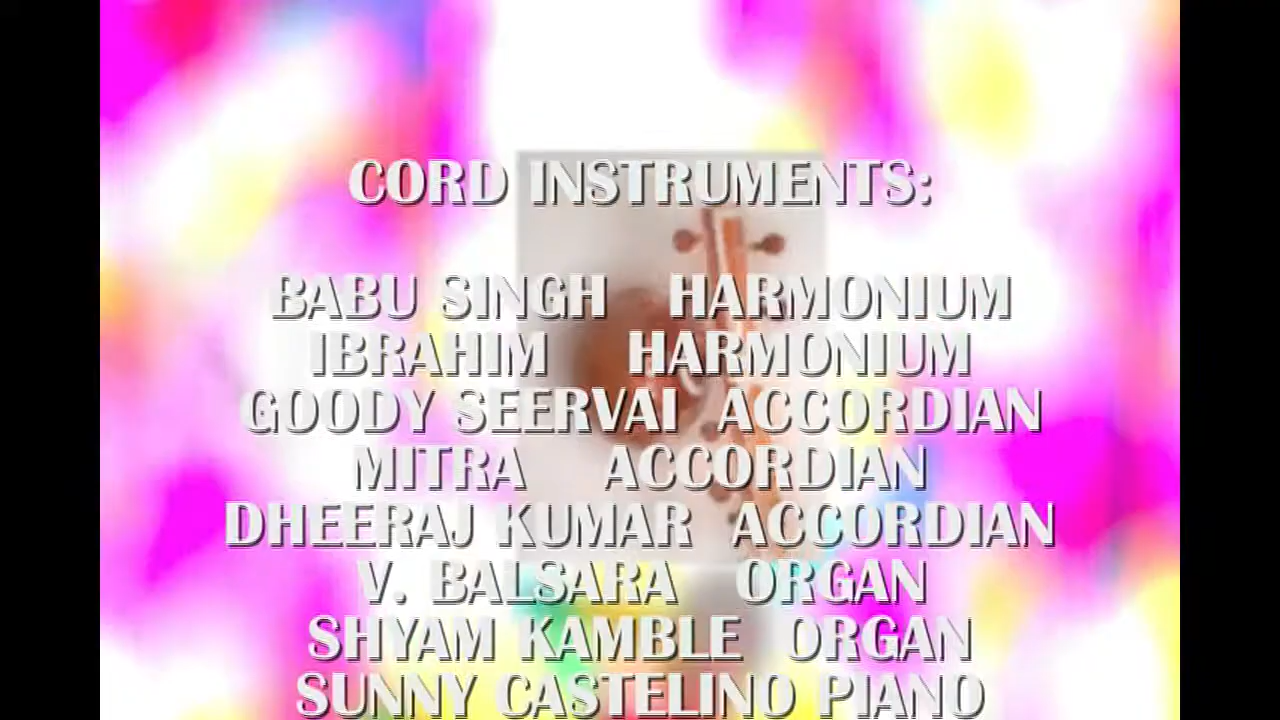 CORD INSTRUMENTS:
BABU SINGH HARMONIUM
IBRAHIM HARMONIUM
GOODY SEERVAI ACCORDIAN
MITRA ACCORDIAN
DHEERAJ KUMAR ACCORDIAN
V. BALSARA ORGAN
SHYAM KAMBLE ORGAN
SUNNY CASTELINO PIANO